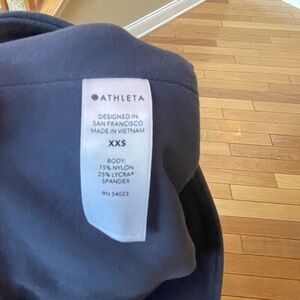 ATHLETA
DESIGNED IN
SAN FRANCISCO
MADE IN VIETNAM
XXS
BODY:
75% NYLON
25% LYCRA®
SPANDEX
RN 54023